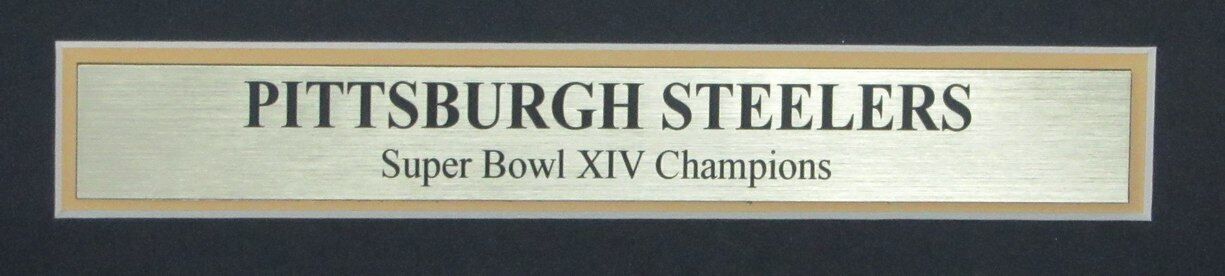 PITTSBURGH STEELERS
Super Bowl XIV Champions